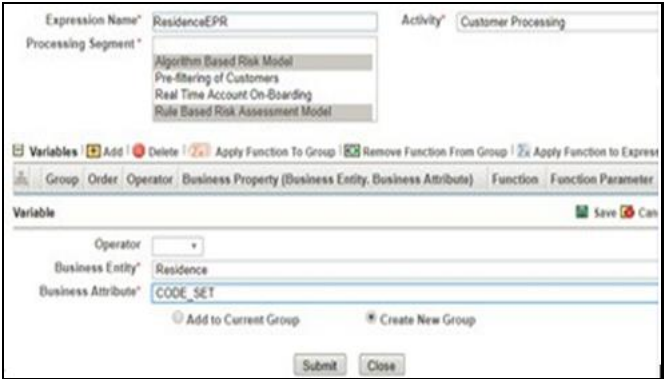 Expression Name* ResidenceEPR Activity* Customer Processing
Processing Segment*
Algorithm Based Risk Model
Pre-filtering of Customers
Real Time Account On-Boarding
Rule Based Risk Assessment Model
Variables Add Delete Apply Function To Group Remove Function From Group Apply Function to Expres
Group Order Operator Business Property (Business Entity. Business Attribute) Function Function Parameter
Variable Save Can
Operator
Business Entity* Residence
Business Attribute* CODE_SET
Add to Current Group Create New Group
Submit Close